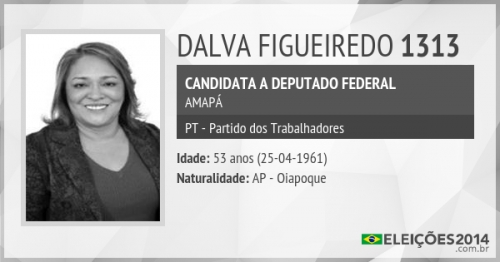 DALVA FIGUEIREDO 1313
CANDIDATA A DEPUTADO FEDERAL
AMAPÁ
PT - Partido dos Trabalhadores
Idade: 53 anos (25-04-1961)
Naturalidade: AP - Oiapoque
ELEIÇÕES2014
.com.br